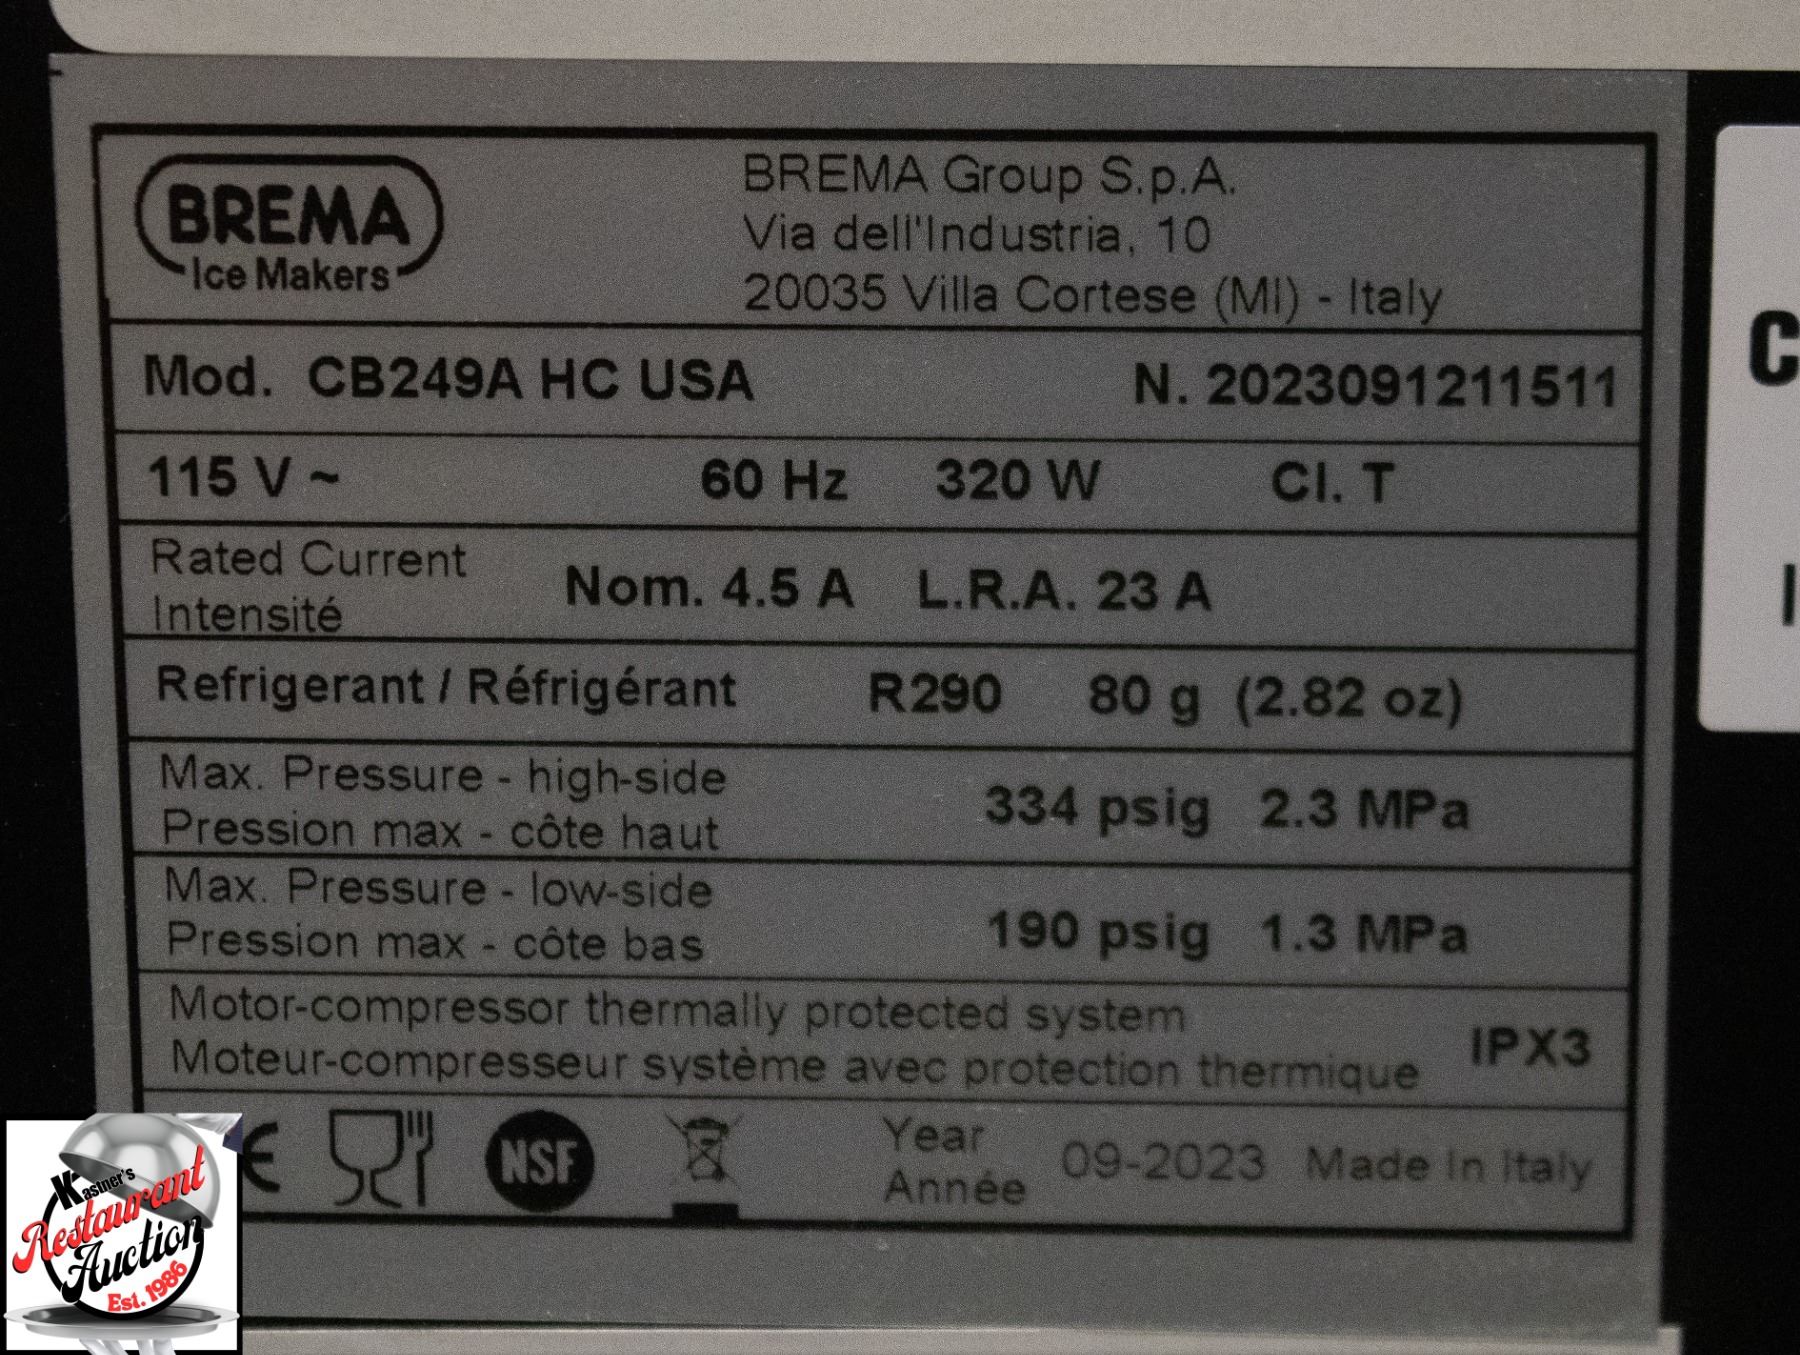 BREMA
Ice Makers
BREMA Group S.p.A.
Via dell'Industria, 10
20035 Villa Cortese (MI) - Italy
Mod. CB249A HC USA N. 2023091211511
115 V ~ 60 Hz 320 W Cl. T
Rated Current
Intensité
Nom. 4.5 A L.R.A. 23 A
Refrigerant / Réfrigérant R290 80 g (2.82 oz)
Max. Pressure - high-side
Pression max - côte haut
334 psig 2.3 MPa
Max. Pressure - low-side
Pression max - côte bas
190 psig 1.3 MPa
Motor-compressor thermally protected system
Moteur-compresseur système avec protection thermique
IPX3
NSF
Year
Année
09-2023 Made In Italy
Kastner's
Restaurant
Auction
Est. 1986